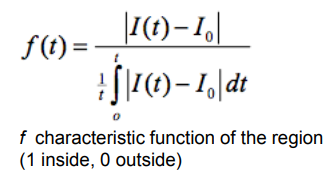 f(t) = |I(t) − I₀| / (1/t ∫₀ᵗ |I(t) − I₀| dt)
f characteristic function of the region
(1 inside, 0 outside)